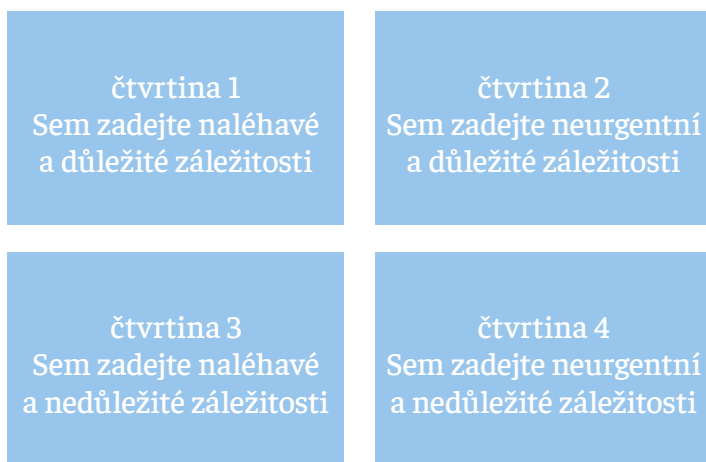 čtvrtina 1
Sem zadejte naléhavé
a důležité záležitosti
čtvrtina 2
Sem zadejte neurgentní
a důležité záležitosti
čtvrtina 3
Sem zadejte naléhavé
a nedůležité záležitosti
čtvrtina 4
Sem zadejte neurgentní
a nedůležité záležitosti